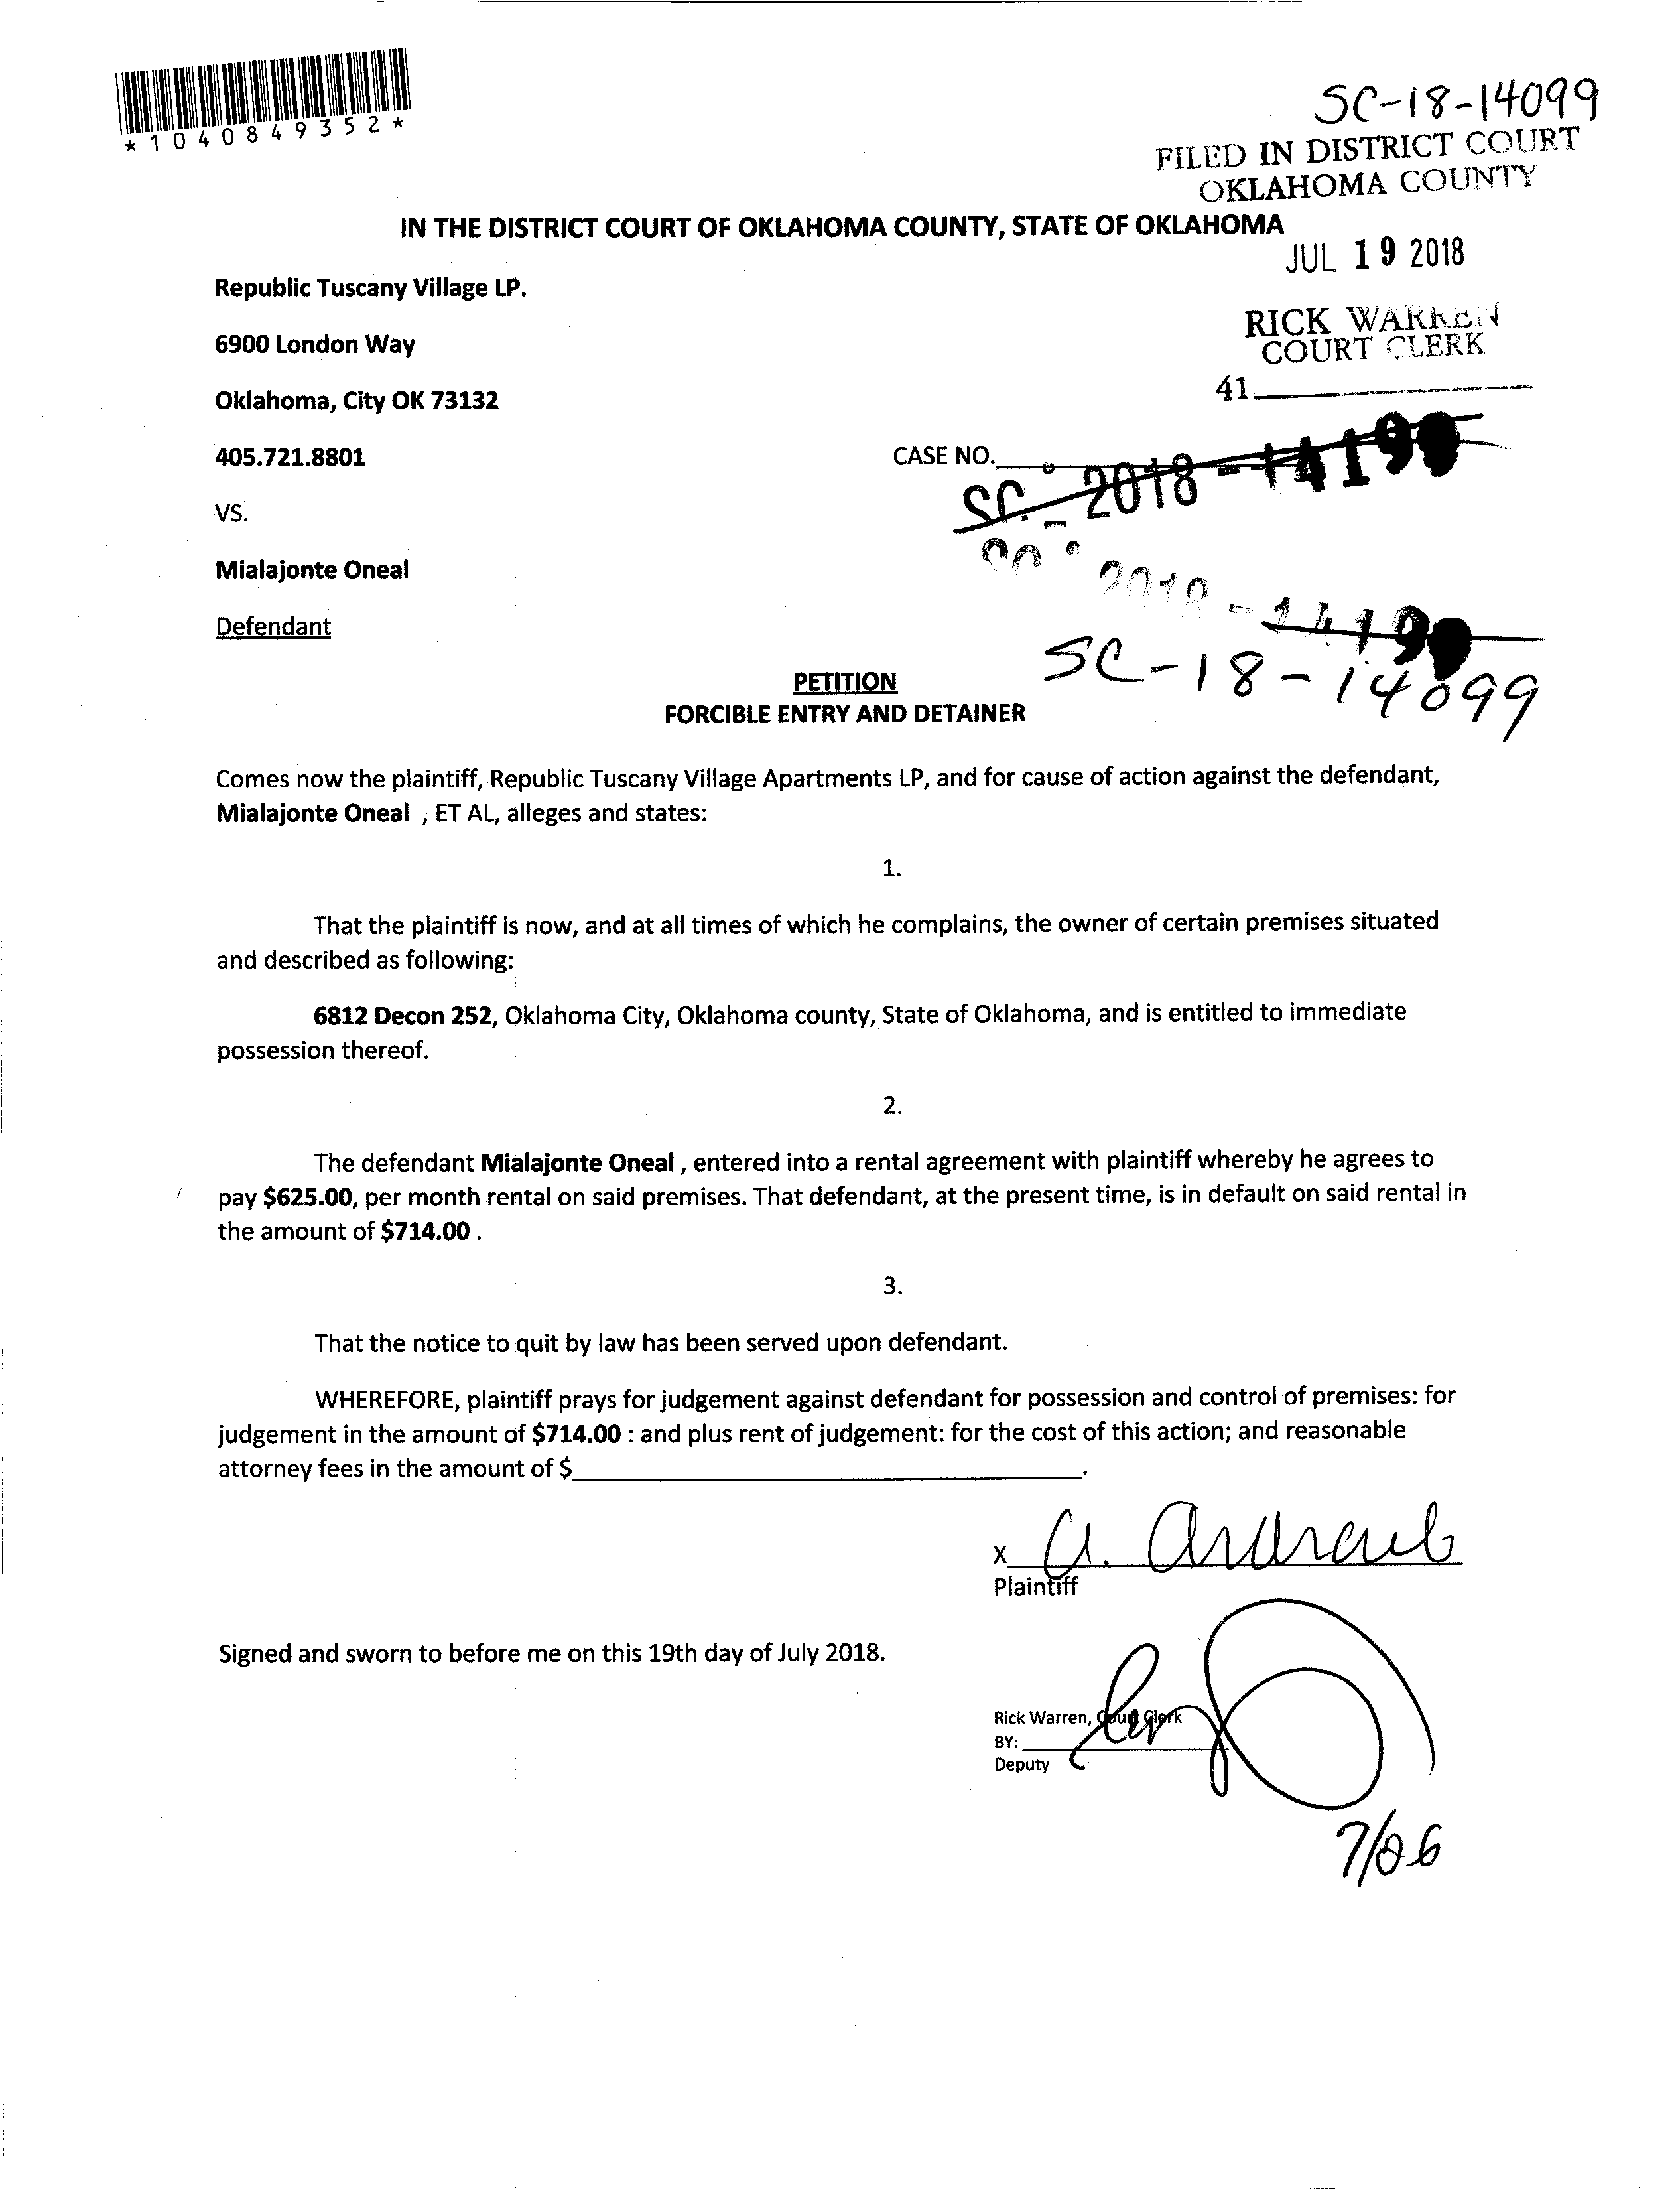 *1040849352*
SC-18-14099
FILED IN DISTRICT COURT
OKLAHOMA COUNTY
IN THE DISTRICT COURT OF OKLAHOMA COUNTY, STATE OF OKLAHOMA
JUL 19 2018
Republic Tuscany Village LP.
RICK WARREN
COURT CLERK
6900 London Way
41
Oklahoma, City OK 73132
405.721.8801
CASE NO.
SC - 2018 - 1419
VS.
Mialajonte Oneal
Defendant
SC-18-14099
PETITION
FORCIBLE ENTRY AND DETAINER
Comes now the plaintiff, Republic Tuscany Village Apartments LP, and for cause of action against the defendant,
Mialajonte Oneal , ET AL, alleges and states:
1.
That the plaintiff is now, and at all times of which he complains, the owner of certain premises situated
and described as following:
6812 Decon 252, Oklahoma City, Oklahoma county, State of Oklahoma, and is entitled to immediate
possession thereof.
2.
The defendant Mialajonte Oneal , entered into a rental agreement with plaintiff whereby he agrees to
pay $625.00, per month rental on said premises. That defendant, at the present time, is in default on said rental in
the amount of $714.00 .
3.
That the notice to quit by law has been served upon defendant.
WHEREFORE, plaintiff prays for judgement against defendant for possession and control of premises: for
judgement in the amount of $714.00 : and plus rent of judgement: for the cost of this action; and reasonable
attorney fees in the amount of $ .
X A.
Plaintiff
Signed and sworn to before me on this 19th day of July 2018.
Rick Warren, Court Clerk
BY:
Deputy